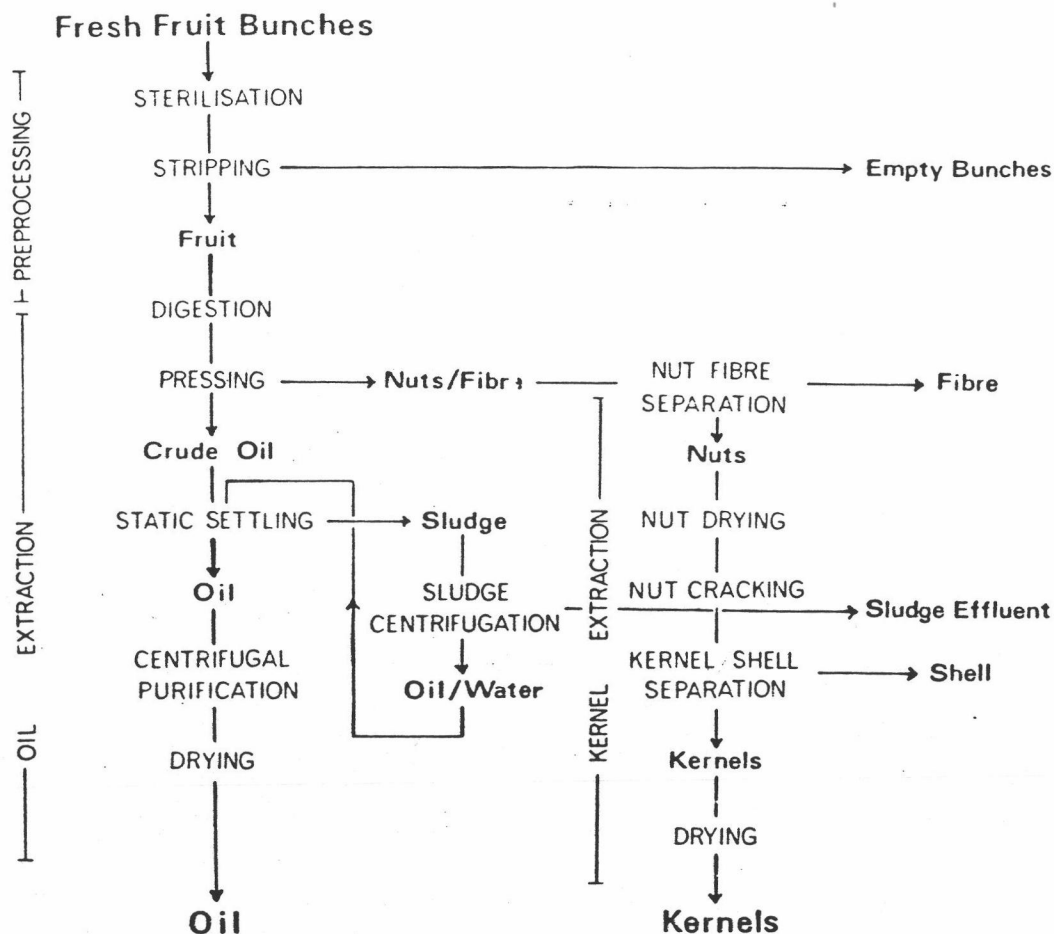 Fresh Fruit Bunches
STERILISATION
STRIPPING
Empty Bunches
PREPROCESSING
Fruit
DIGESTION
PRESSING
Nuts/Fibre
NUT FIBRE
SEPARATION
Fibre
Crude Oil
Nuts
STATIC SETTLING
Sludge
NUT DRYING
Oil
SLUDGE
CENTRIFUGATION
NUT CRACKING
Sludge Effluent
CENTRIFUGAL
PURIFICATION
Oil/Water
KERNEL SHELL
SEPARATION
Shell
OIL EXTRACTION
KERNEL EXTRACTION
DRYING
Kernels
DRYING
Oil
Kernels